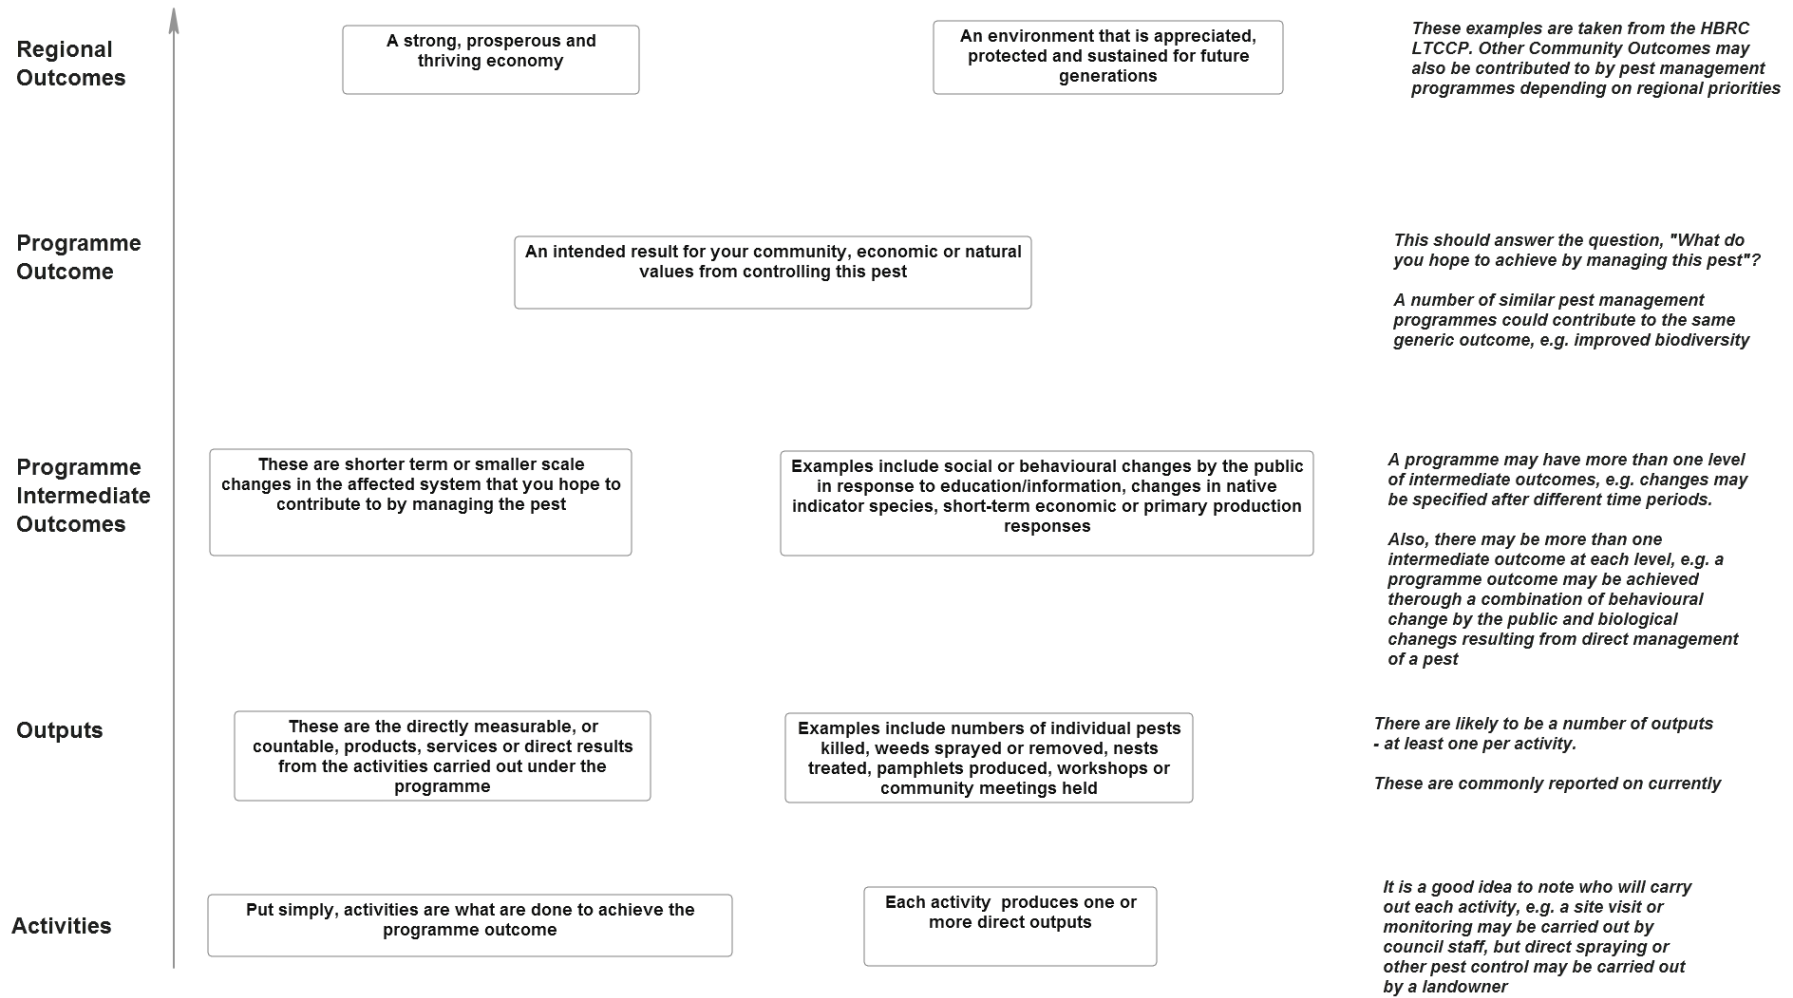 Regional
Outcomes
A strong, prosperous and
thriving economy
An environment that is appreciated,
protected and sustained for future
generations
These examples are taken from the HBRC
LTCCP. Other Community Outcomes may
also be contributed to by pest management
programmes depending on regional priorities
Programme
Outcome
An intended result for your community, economic or natural
values from controlling this pest
This should answer the question, "What do
you hope to achieve by managing this pest"?
A number of similar pest management
programmes could contribute to the same
generic outcome, e.g. improved biodiversity
Programme
Intermediate
Outcomes
These are shorter term or smaller scale
changes in the affected system that you hope to
contribute to by managing the pest
Examples include social or behavioural changes by the public
in response to education/information, changes in native
indicator species, short-term economic or primary production
responses
A programme may have more than one level
of intermediate outcomes, e.g. changes may
be specified after different time periods.
Also, there may be more than one
intermediate outcome at each level, e.g. a
programme outcome may be achieved
therough a combination of behavioural
change by the public and biological
chanegs resulting from direct management
of a pest
Outputs
These are the directly measurable, or
countable, products, services or direct results
from the activities carried out under the
programme
Examples include numbers of individual pests
killed, weeds sprayed or removed, nests
treated, pamphlets produced, workshops or
community meetings held
There are likely to be a number of outputs
- at least one per activity.
These are commonly reported on currently
Activities
Put simply, activities are what are done to achieve the
programme outcome
Each activity  produces one or
more direct outputs
It is a good idea to note who will carry
out each activity, e.g. a site visit or
monitoring may be carried out by
council staff, but direct spraying or
other pest control may be carried out
by a landowner